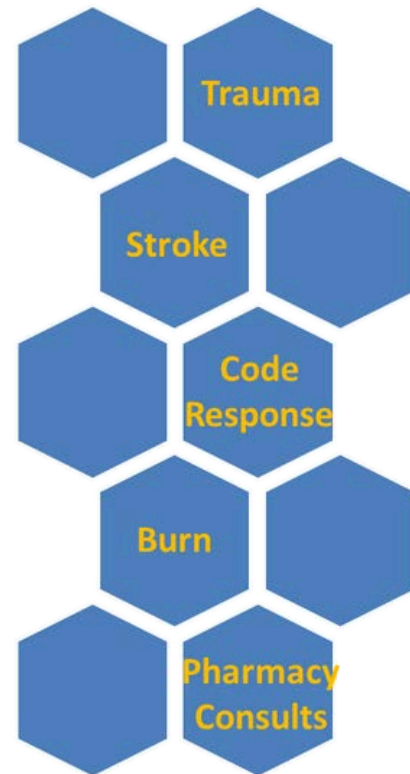 Trauma
Stroke
Code
Response
Burn
Pharmacy
Consults